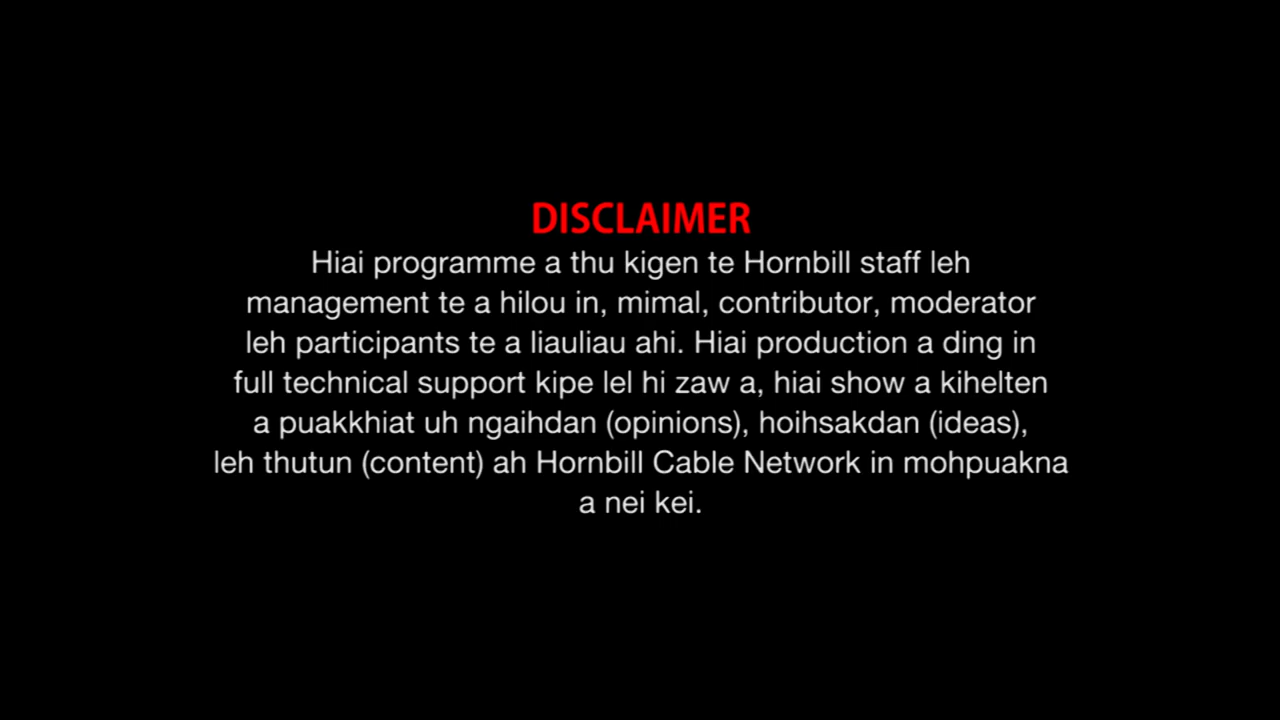 DISCLAIMER
Hiai programme a thu kigen te Hornbill staff leh
management te a hilou in, mimal, contributor, moderator
leh participants te a liauliau ahi. Hiai production a ding in
full technical support kipe lel hi zaw a, hiai show a kihelten
a puakkhiat uh ngaihdan (opinions), hoihsakdan (ideas),
leh thutun (content) ah Hornbill Cable Network in mohpuakna
a nei kei.